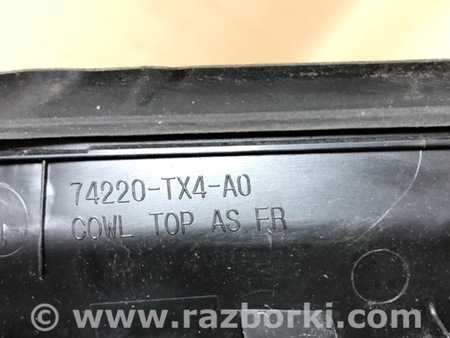 74220-TX4-A0
COWL TOP AS FR
www.razborki.com